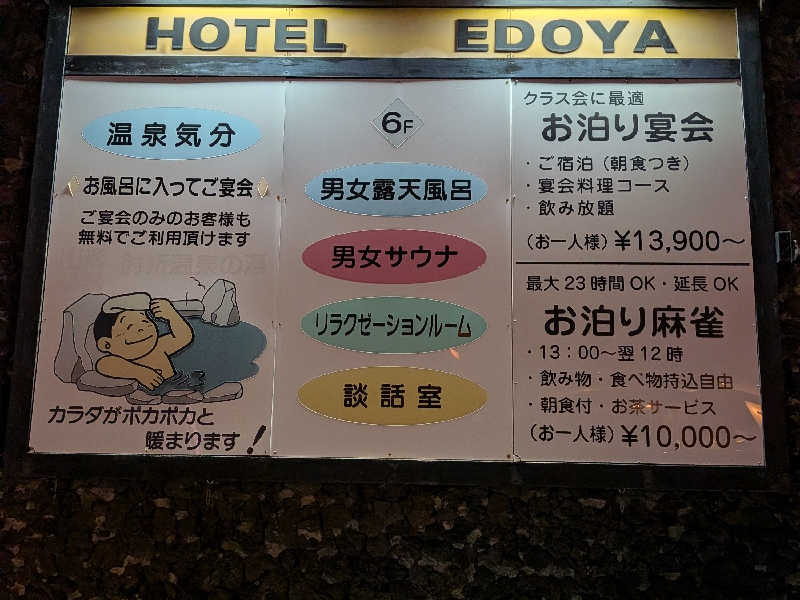 HOTEL EDOYA
温泉気分
お風呂に入ってご宴会
ご宴会のみのお客様も
無料でご利用頂けます
カラダがポカポカと
暖まります!
6F
男女露天風呂
男女サウナ
リラクゼーションルーム
談話室
クラス会に最適
お泊り宴会
・ご宿泊(朝食つき)
・宴会料理コース
・飲み放題
(お一人様)¥13,900〜
最大23時間OK・延長OK
お泊り麻雀
・13:00〜翌12時
・飲み物・食べ物持込自由
・朝食付・お茶サービス
(お一人様)¥10,000〜